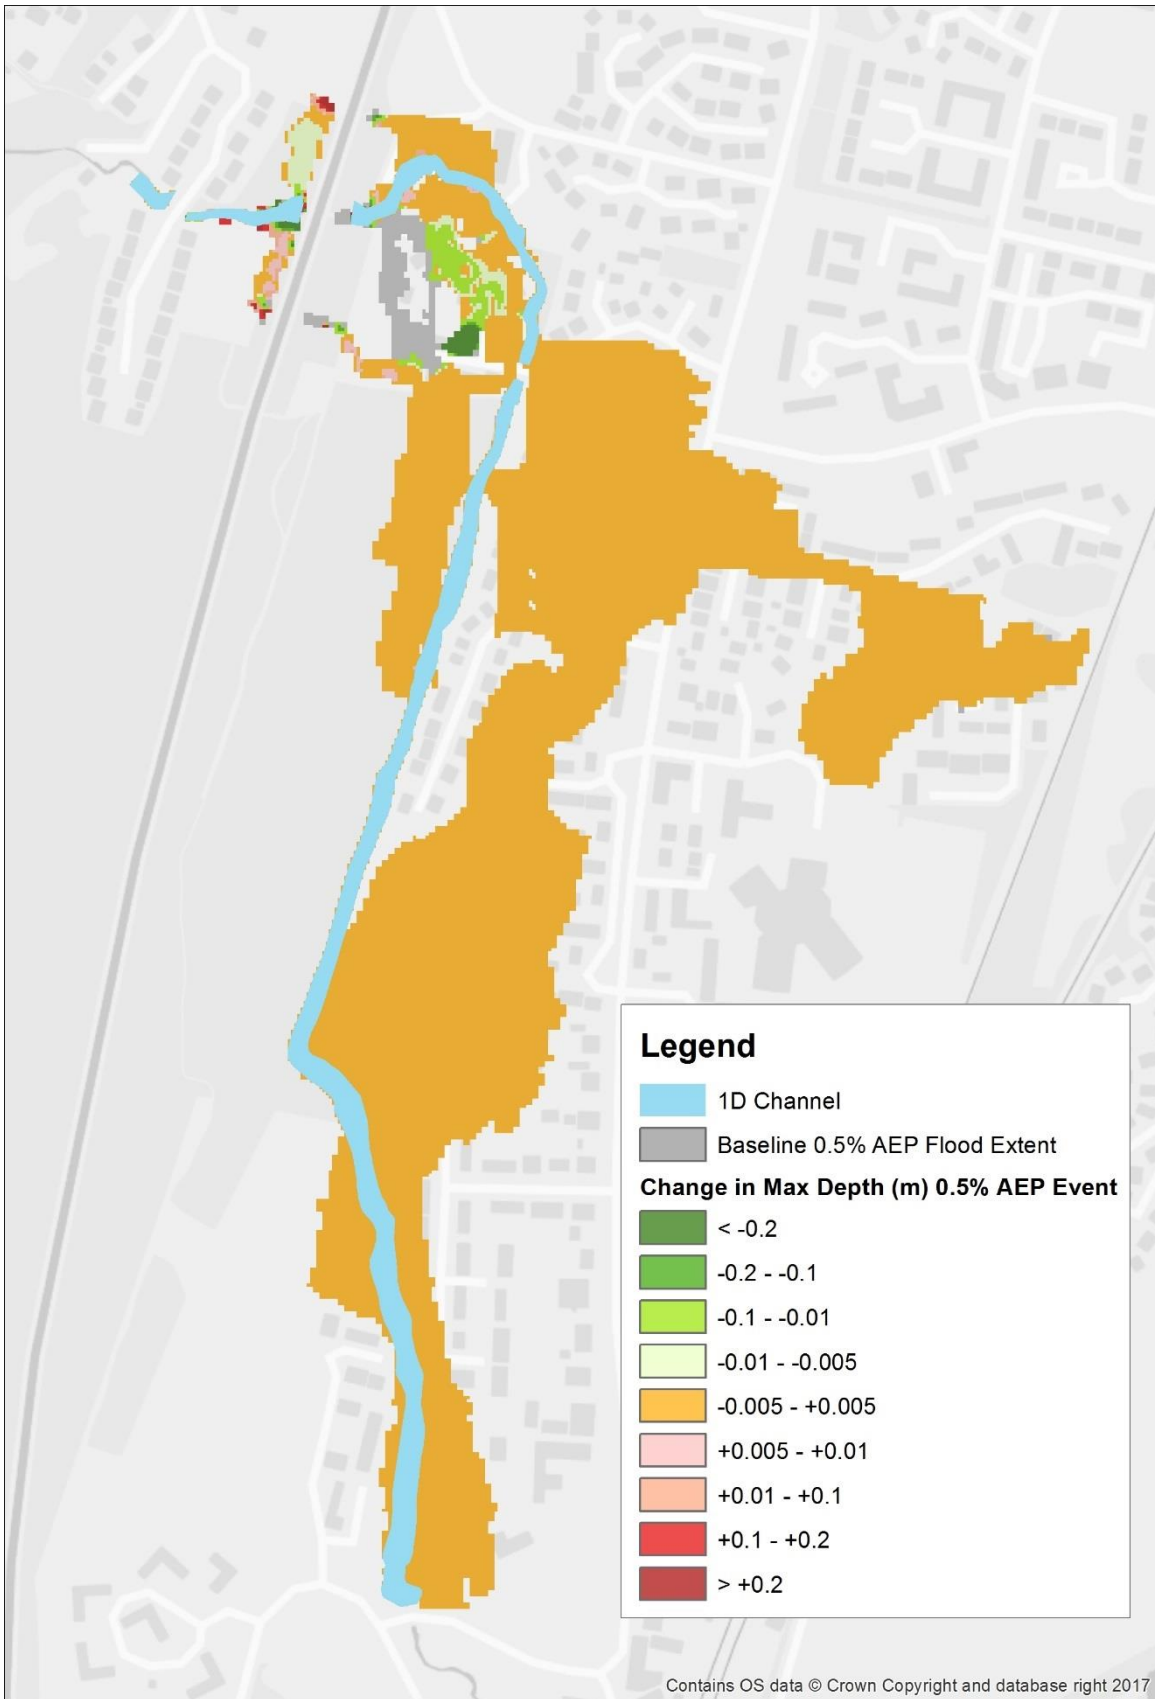 Legend
1D Channel
Baseline 0.5% AEP Flood Extent
Change in Max Depth (m) 0.5% AEP Event
< -0.2
-0.2 - -0.1
-0.1 - -0.01
-0.01 - -0.005
-0.005 - +0.005
+0.005 - +0.01
+0.01 - +0.1
+0.1 - +0.2
> +0.2
Contains OS data © Crown Copyright and database right 2017